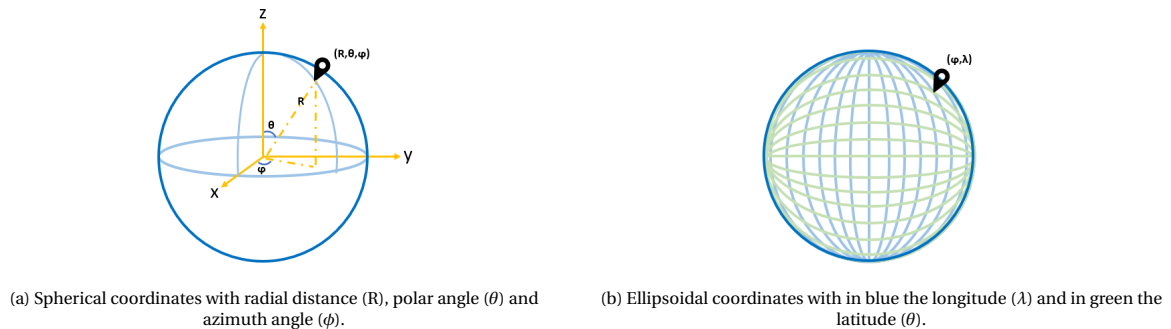 Z
(R,θ,φ)
R
θ
φ
y
X
(φ,λ)
(a) Spherical coordinates with radial distance (R), polar angle (θ) and
azimuth angle (ϕ).
(b) Ellipsoidal coordinates with in blue the longitude (λ) and in green the
latitude (θ).